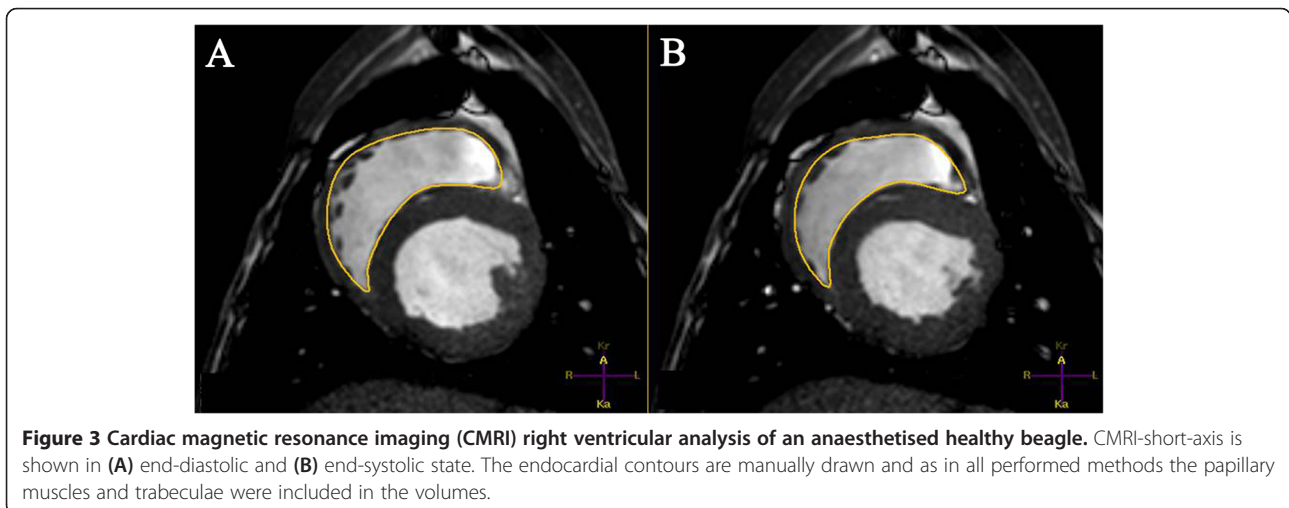 A
B
Kr
A
R
L
Ka
Kr
A
R
L
Ka
Figure 3 Cardiac magnetic resonance imaging (CMRI) right ventricular analysis of an anaesthetised healthy beagle. CMRI-short-axis is
shown in (A) end-diastolic and (B) end-systolic state. The endocardial contours are manually drawn and as in all performed methods the papillary
muscles and trabeculae were included in the volumes.